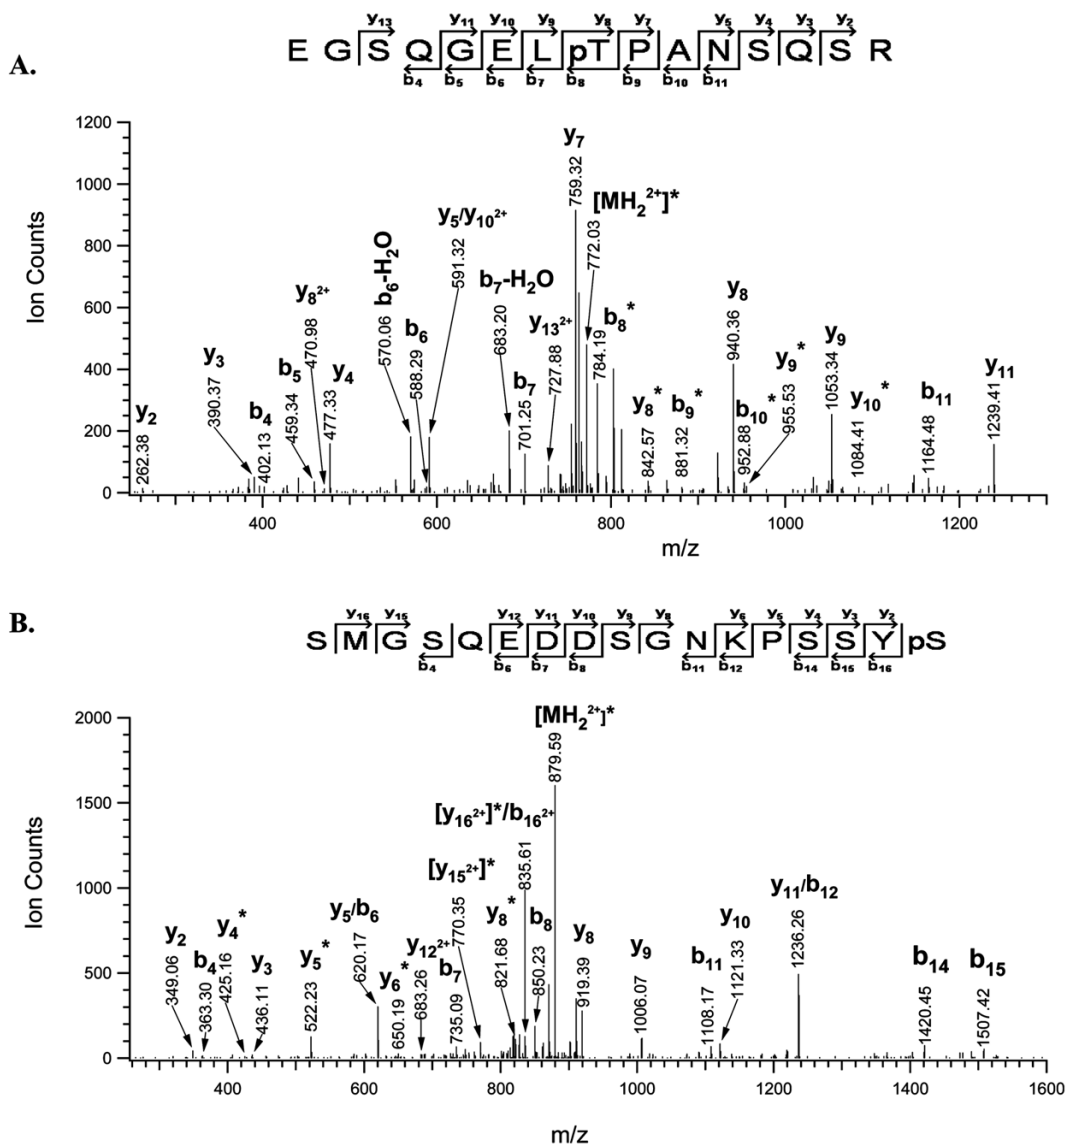 A.
y13 y11 y10 y9 y8 y7 y5 y4 y3 y2
E G S Q G E L pT P A N S Q S R
b4 b5 b6 b7 b8 b9 b10 b11
Ion Counts
1200
1000
800
600
400
200
0
y2 262.38
y3 390.37
b4 402.13
b5 459.34
y8 2+ 470.98
y4 477.33
b6-H2O 570.06
b6 588.29
y5/y10 2+ 591.32
b7-H2O 683.20
b7 701.25
y13 2+ 727.88
y7 759.32
[MH2 2+]* 772.03
b8* 784.19
y8* 842.57
b9* 881.32
y8 940.36
b10* 952.88
y9* 955.53
y9 1053.34
y10* 1084.41
b11 1164.48
y11 1239.41
400 600 800 1000 1200
m/z
B.
y16 y15 y12 y11 y10 y9 y8 y6 y5 y4 y3 y2
S M G S Q E D D S G N K P S S Y pS
b4 b6 b7 b8 b11 b12 b14 b15 b16
Ion Counts
2000
1500
1000
500
0
y2 349.06
b4 363.30
y4* 425.16
y3 436.11
y5* 522.23
y5/b6 620.17
y6* 650.19
y12 2+ 683.26
b7 735.09
[y15 2+]* 770.35
y8* 821.68
[y16 2+]*/b16 2+ 835.61
b8 850.23
[MH2 2+]* 879.59
y8 919.39
y9 1006.07
b11 1108.17
y10 1121.33
y11/b12 1236.26
b14 1420.45
b15 1507.42
400 600 800 1000 1200 1400 1600
m/z